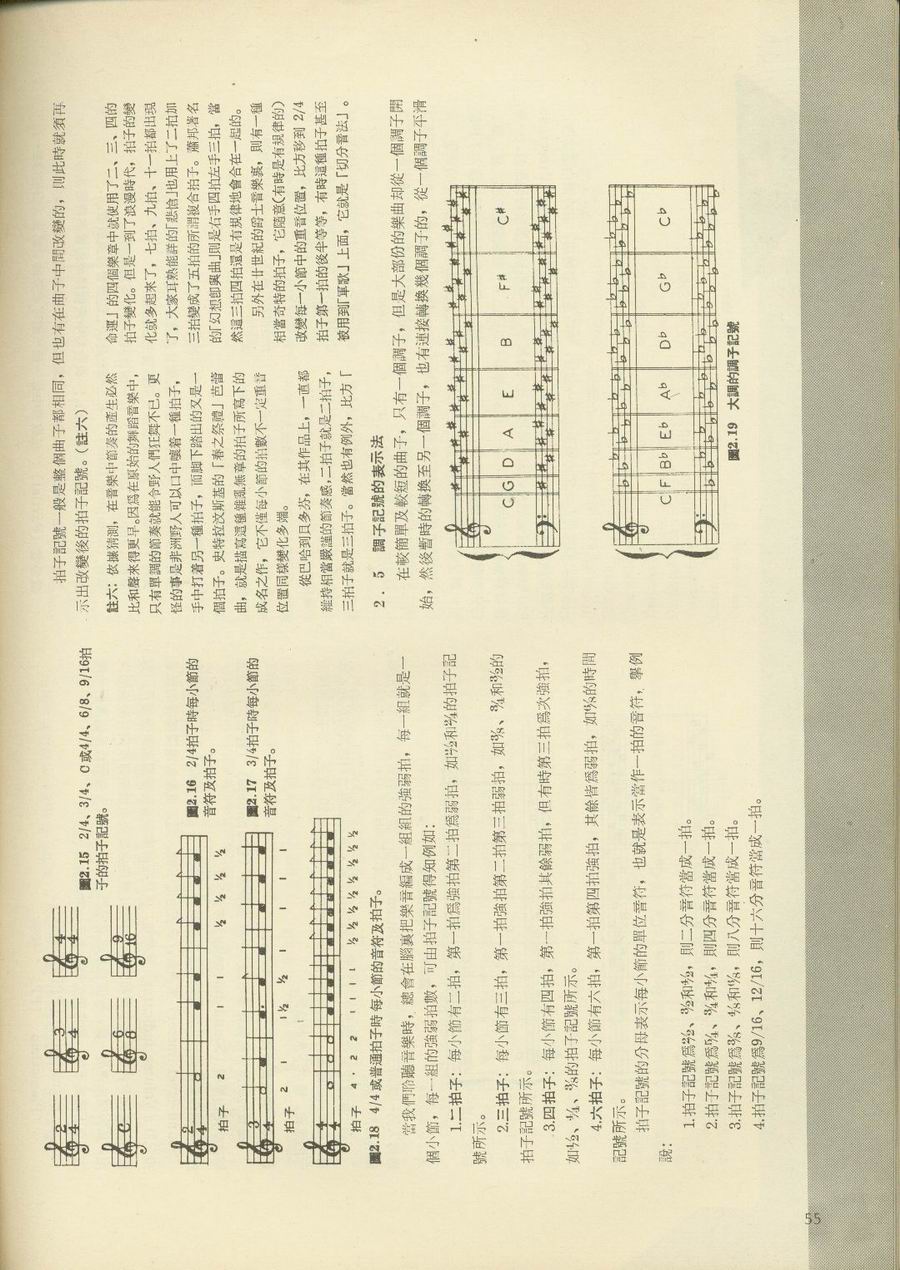 圖2.15 2/4、3/4、C或4/4、6/8、9/16拍
子的拍子記號。
圖2.16 2/4拍子時每小節的
音符及拍子。
拍子 2 1 ½ ½ ½ ½
圖2.17 3/4拍子時每小節的
音符及拍子。
拍子 2 1 1½ ½ 1 1 1
圖2.18 4/4或普通拍子時每小節的音符及拍子。
當我們聆聽音樂時，總會在腦裏把樂音編成一組組的強弱拍，每一組就是一
個小節，每一組的強弱拍數，可由拍子記號得知例如：
1.二拍子：每小節有二拍，第一拍為強拍第二拍爲弱拍，如2/2和2/4的拍子記
號所示。
2.三拍子：每小節有三拍，第一拍強拍第二拍第三拍弱拍，如3/8、3/4和3/2的
拍子記號所示。
3.四拍子：每小節有四拍，第一拍強拍其餘弱拍，但有時第三拍爲次強拍，
如4/2、4/4、4/8的拍子記號所示。
4.六拍子：每小節有六拍，第一拍第四拍強拍，其餘皆爲弱拍，如6/8的時間
記號所示。
拍子記號的分母表示每小節的單位音符，也就是表示當作一拍的音符，舉例
說：
1.拍子記號爲2/2、3/2和4/2，則二分音符當成一拍。
2.拍子記號爲2/4、3/4和4/4，則四分音符當成一拍。
3.拍子記號爲3/8、4/8和6/8，則八分音符當成一拍。
4.拍子記號爲9/16、12/16，則十六分音符當成一拍。
拍子記號一般是整個曲子都相同，但也有在曲子中間改變的，則此時就須再
示出改變後的拍子記號。(註六)
註六：依據猜測，在音樂中節奏的產生必然
比和聲來得更早。因爲在原始的舞蹈音樂中，
只有單調的節奏就能令野人們狂舞不已。更
怪的事是非洲野人可以口中嚷着一種拍子，
手中打着另一種拍子，而脚下踏出的又是一
個拍子。史特拉汶斯基的「春之祭禮」芭蕾
曲，就是描寫這種雜亂無章的拍子所寫下的
成名之作，它不僅每小節的拍數不一定重音
位置同樣變化多端。
從巴哈到貝多芬，在其作品上，一直都
維持相當嚴謹的節奏感，二拍子就是二拍子，
三拍子就是三拍子。當然也有例外，比方「
命運」的四個樂章中就使用了二、三、四的
拍子變化。但是一到了浪漫時代，拍子的變
化就多起來了，七拍、九拍、十一拍都出現
了，大家耳熟能詳的「悲愴」也用上了二拍加
三拍變成了五拍的所謂複合拍子。蕭邦著名
的「幻想卽興曲」則是右手四拍左手三拍，當
然這三拍四拍還是有規律地會合在一起的。
另外在廿世紀的爵士音樂裏，則有一種
相當奇特的拍子，它隨意(有時是有規律的)
改變每一小節中的重音位置，比方移到 2/4
拍子第一拍的後半等等，有時這種拍子甚至
被用到「軍歌」上面，它就是「切分音法」。
2．5 調子記號的表示法
在較簡單及較短的曲子，只有一個調子，但是大部份的樂曲却從一個調子開
始，然後暫時的轉換至另一個調子，也有連接轉換幾個調子的，從一個調子平滑
C G D A E B F♯ C♯
C F B♭ E♭ A♭ D♭ G♭ C♭
圖2.19 大調的調子記號
55